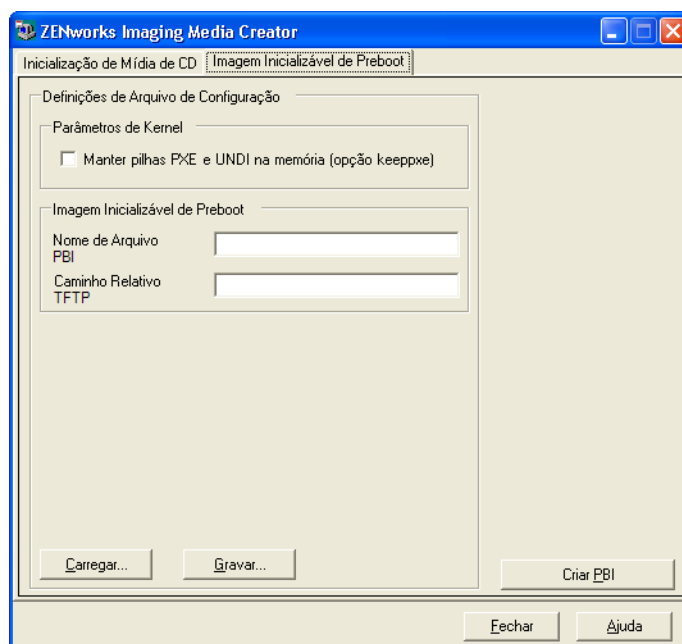 ZENworks Imaging Media Creator
Inicialização de Mídia de CD
Imagem Inicializável de Preboot
Definições de Arquivo de Configuração
Parâmetros de Kernel
Manter pilhas PXE e UNDI na memória (opção keeppxe)
Imagem Inicializável de Preboot
Nome de Arquivo
PBI
Caminho Relativo
TFTP
Carregar...
Gravar...
Criar PBI
Fechar
Ajuda